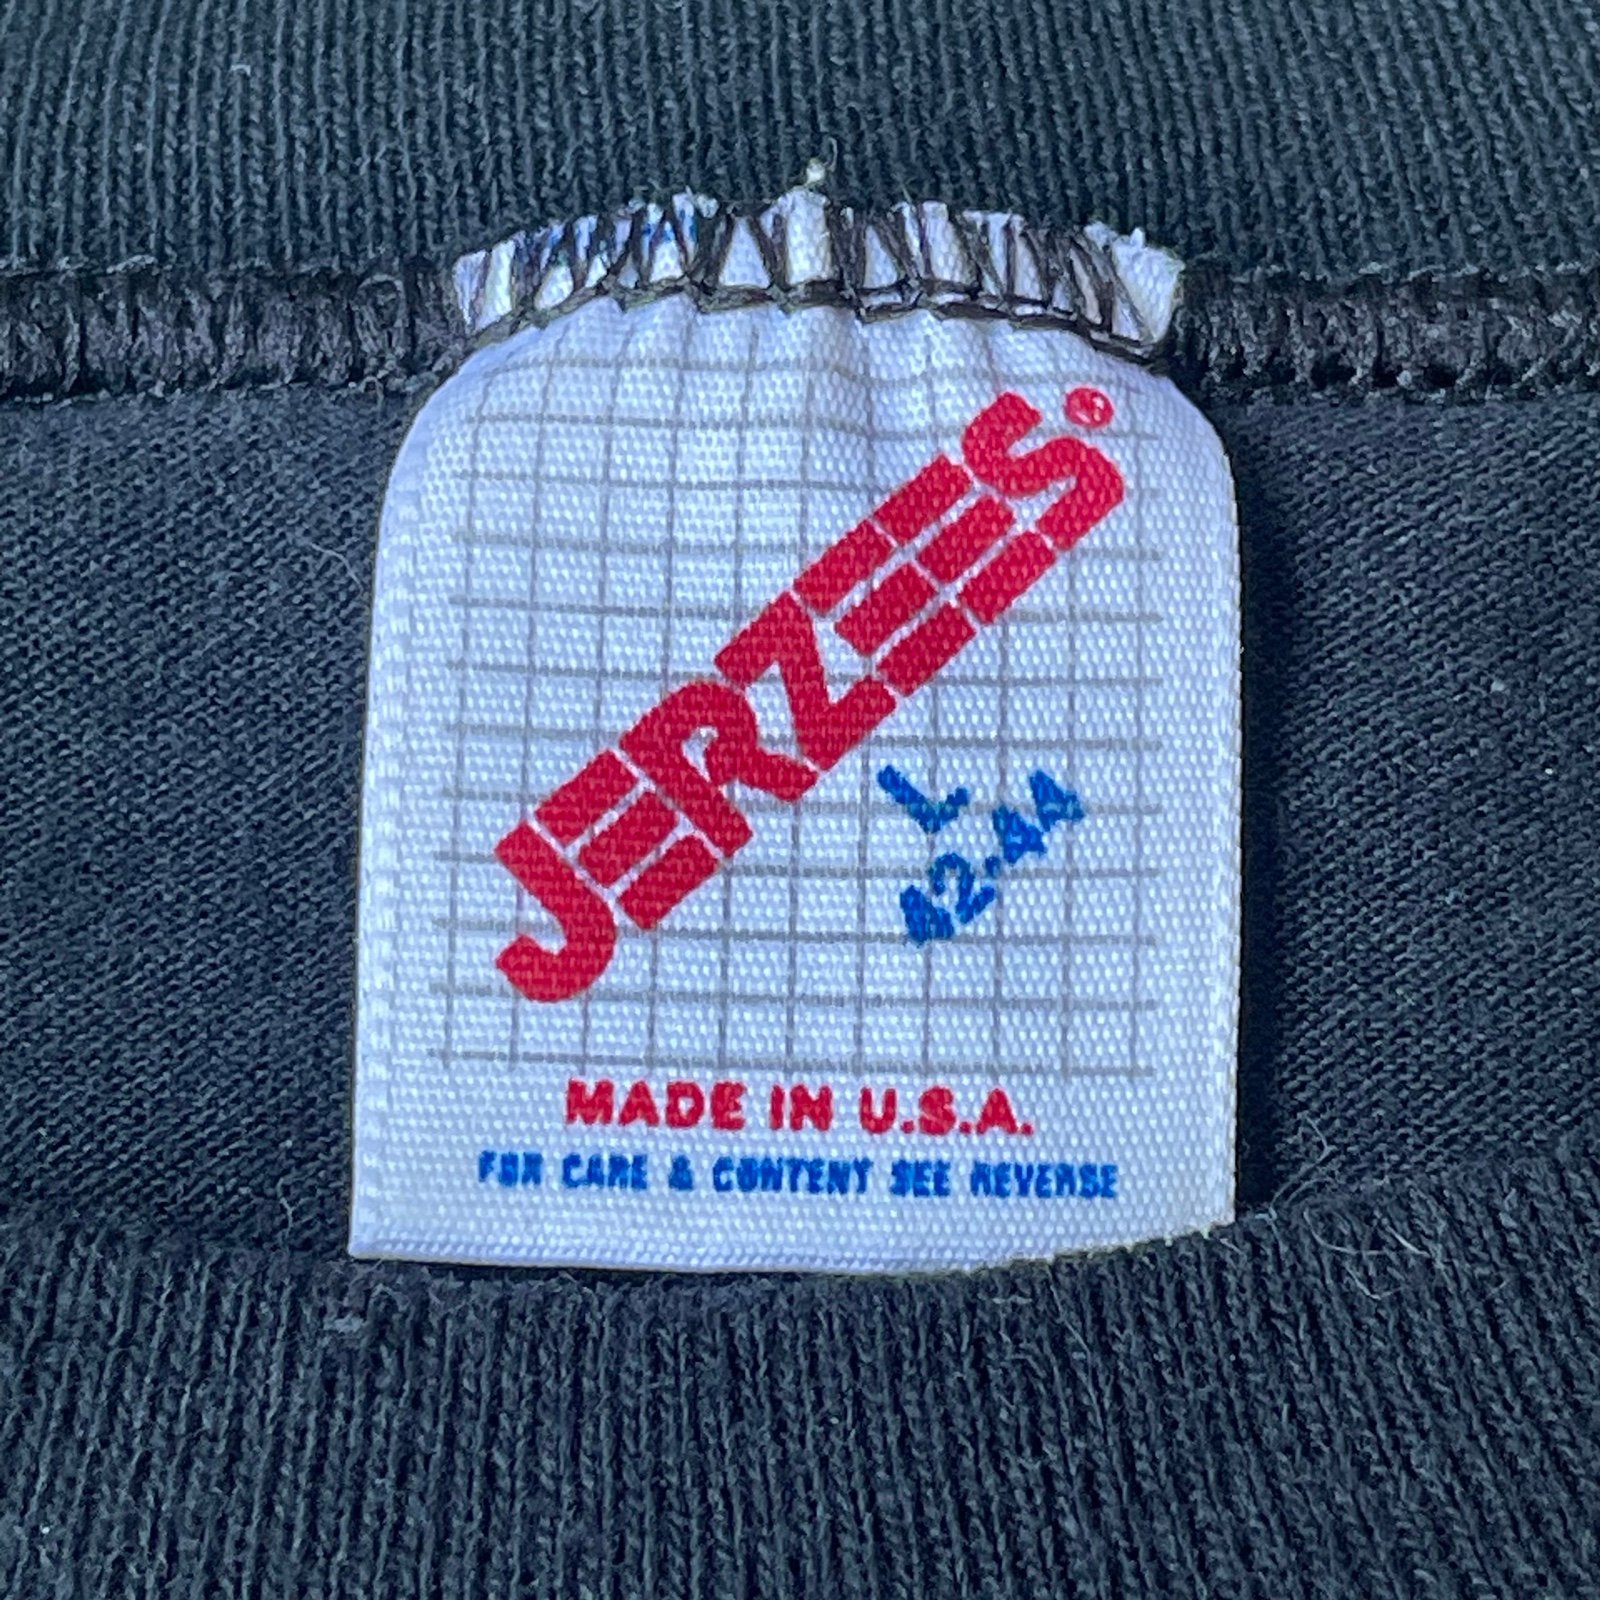 JERZEES®
L
42-44
MADE IN U.S.A.
FOR CARE & CONTENT SEE REVERSE